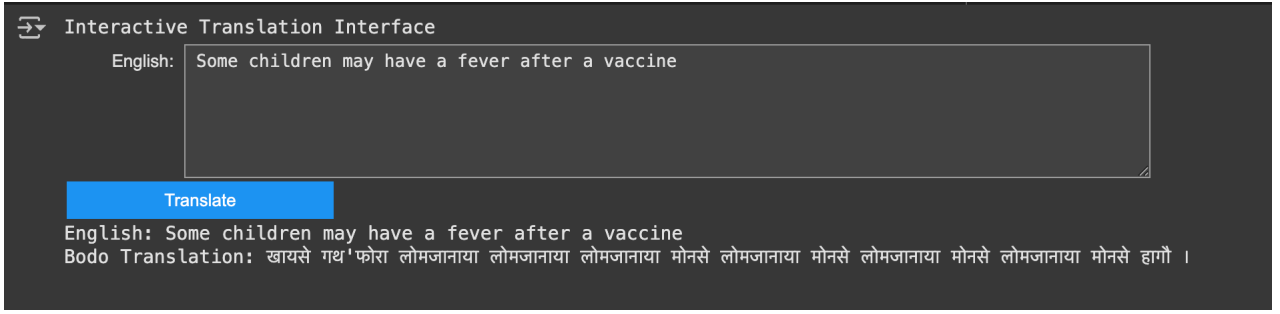 Interactive Translation Interface
English: Some children may have a fever after a vaccine
Translate
English: Some children may have a fever after a vaccine
Bodo Translation: खायसे गथ'फोरा लोमजानाया लोमजानाया लोमजानाया मोनसे लोमजानाया मोनसे लोमजानाया मोनसे लोमजानाया मोनसे हागौ ।